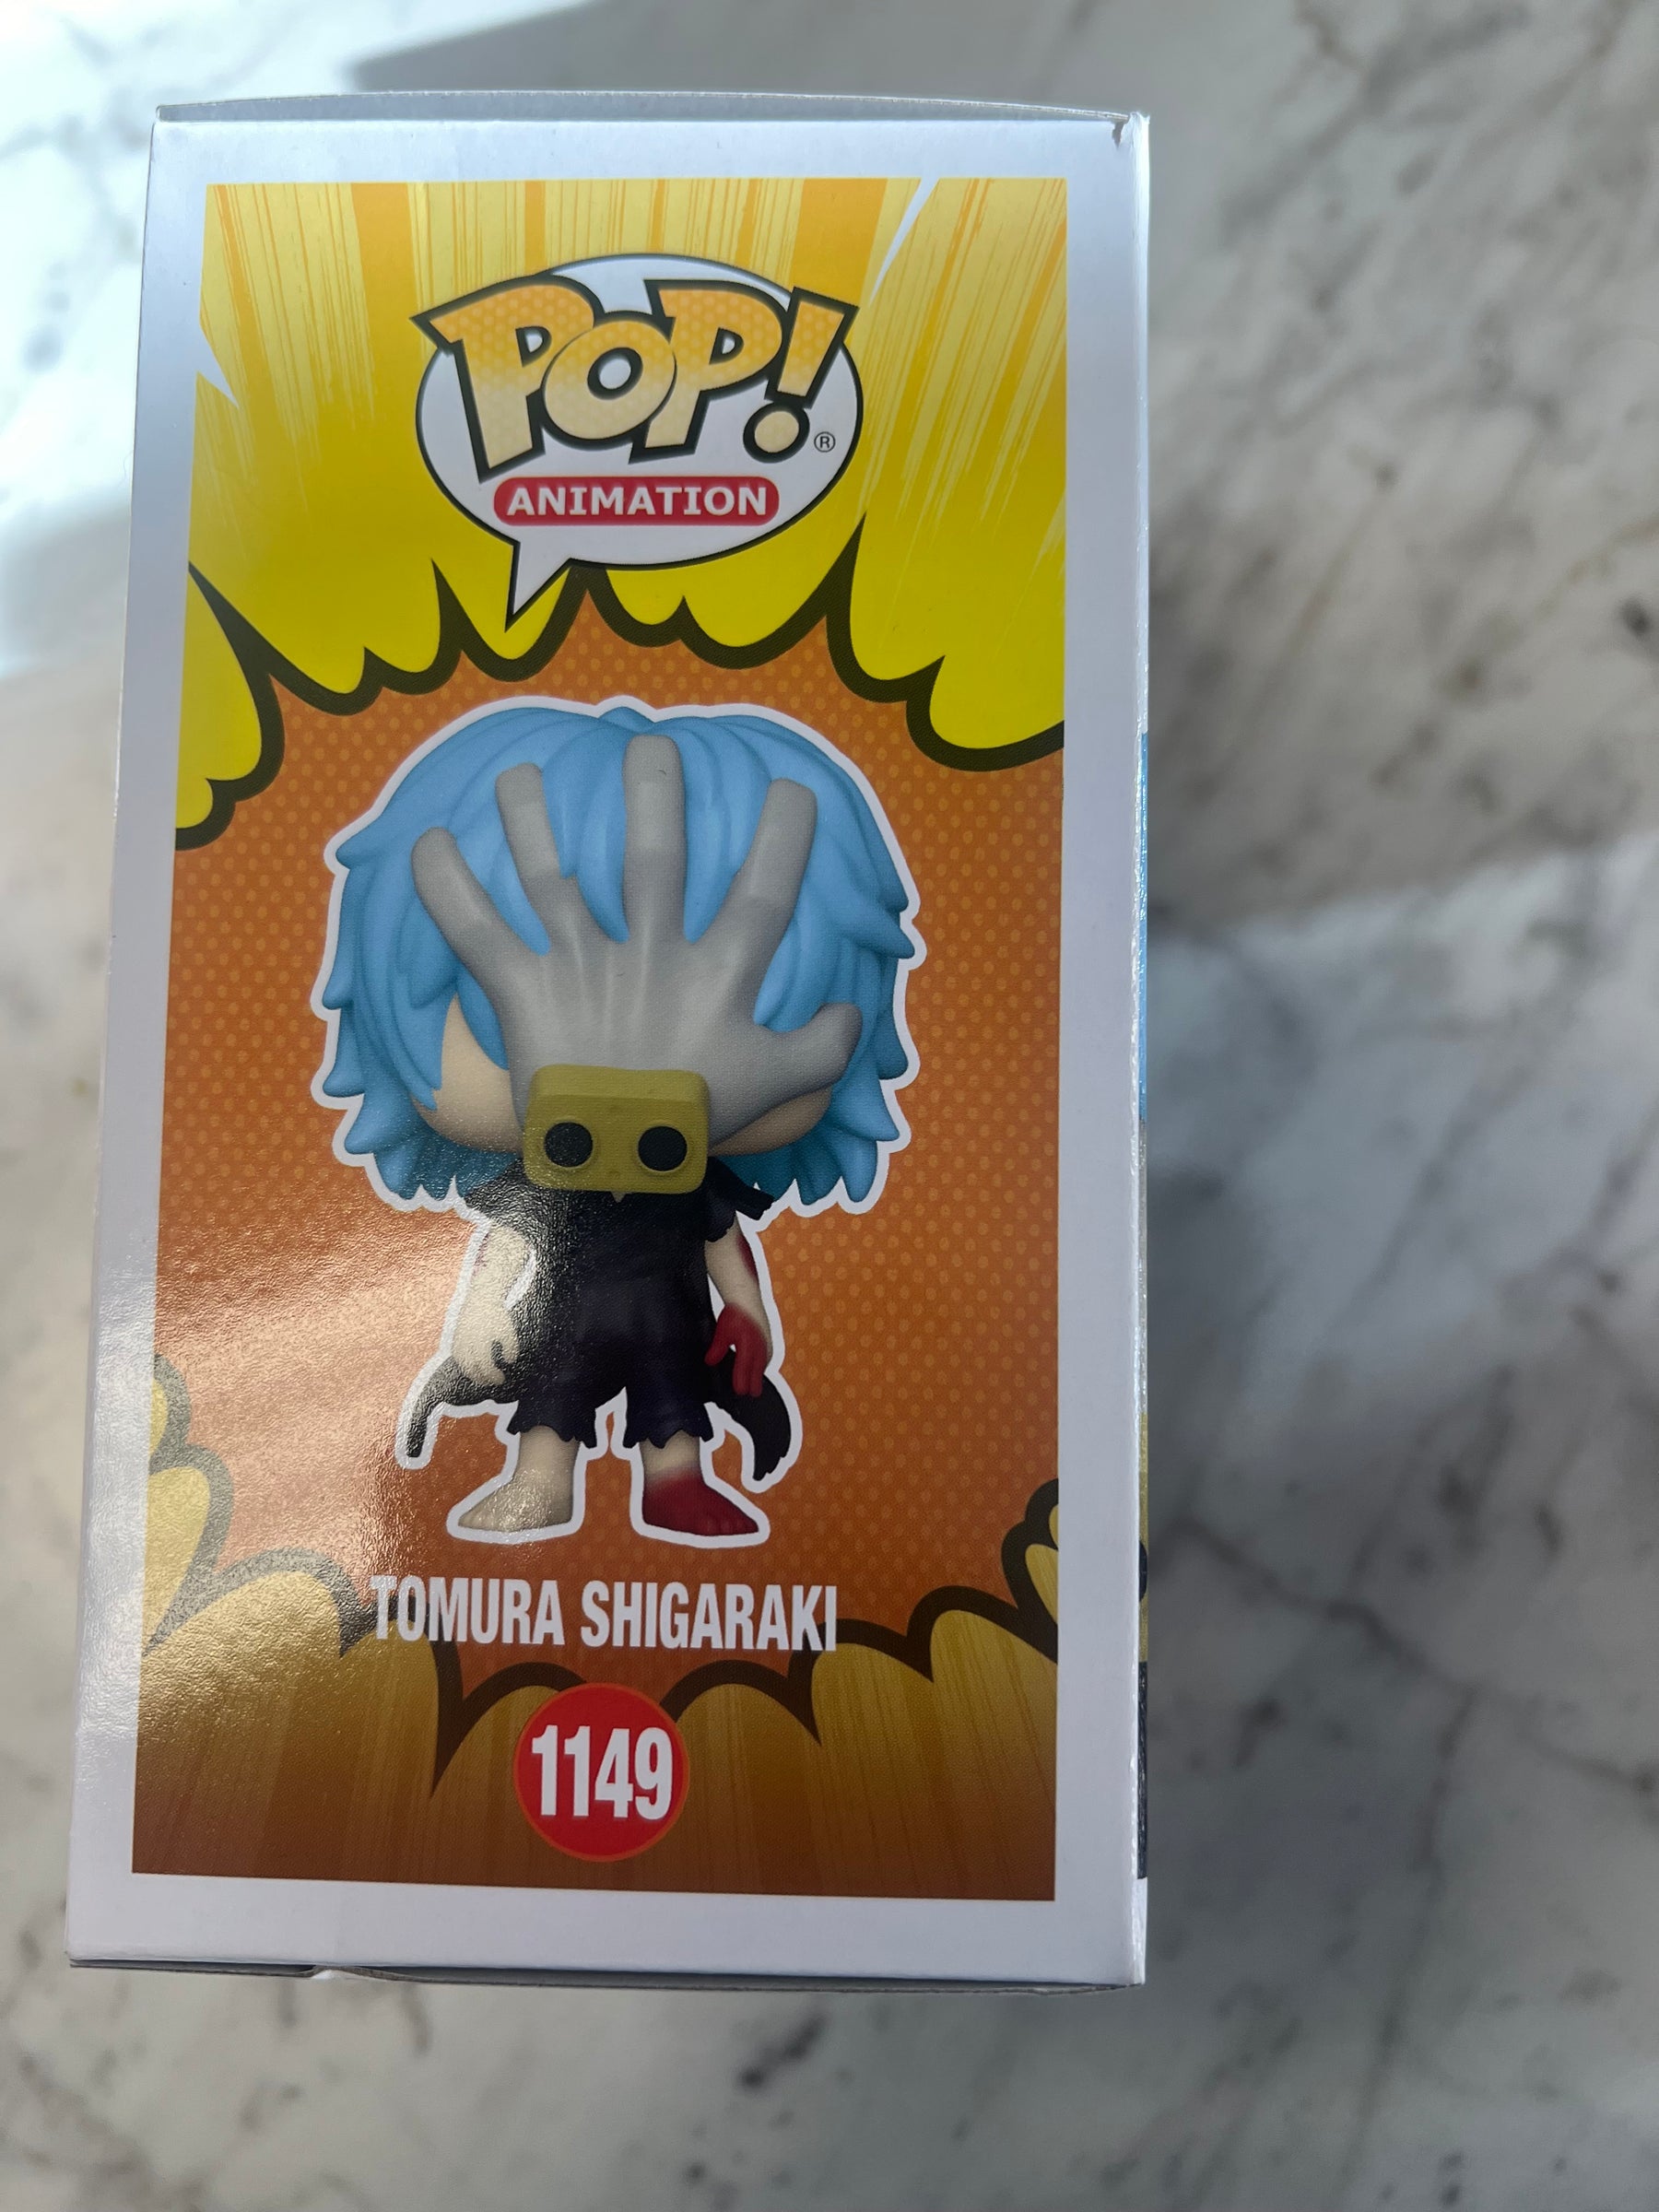 POP! ®
ANIMATION
TOMURA SHIGARAKI
1149